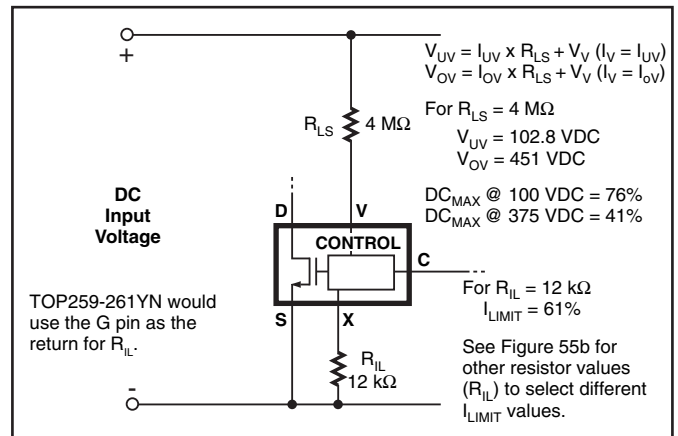 +
V_UV = I_UV x R_LS + V_V (I_V = I_UV)
V_OV = I_OV x R_LS + V_V (I_V = I_oV)
For R_LS = 4 MΩ
V_UV = 102.8 VDC
V_OV = 451 VDC
DC_MAX @ 100 VDC = 76%
DC_MAX @ 375 VDC = 41%
R_LS
4 MΩ
DC
Input
Voltage
D
V
CONTROL
C
S
X
TOP259-261YN would
use the G pin as the
return for R_IL.
For R_IL = 12 kΩ
I_LIMIT = 61%
R_IL
12 kΩ
See Figure 55b for
other resistor values
(R_IL) to select different
I_LIMIT values.
-